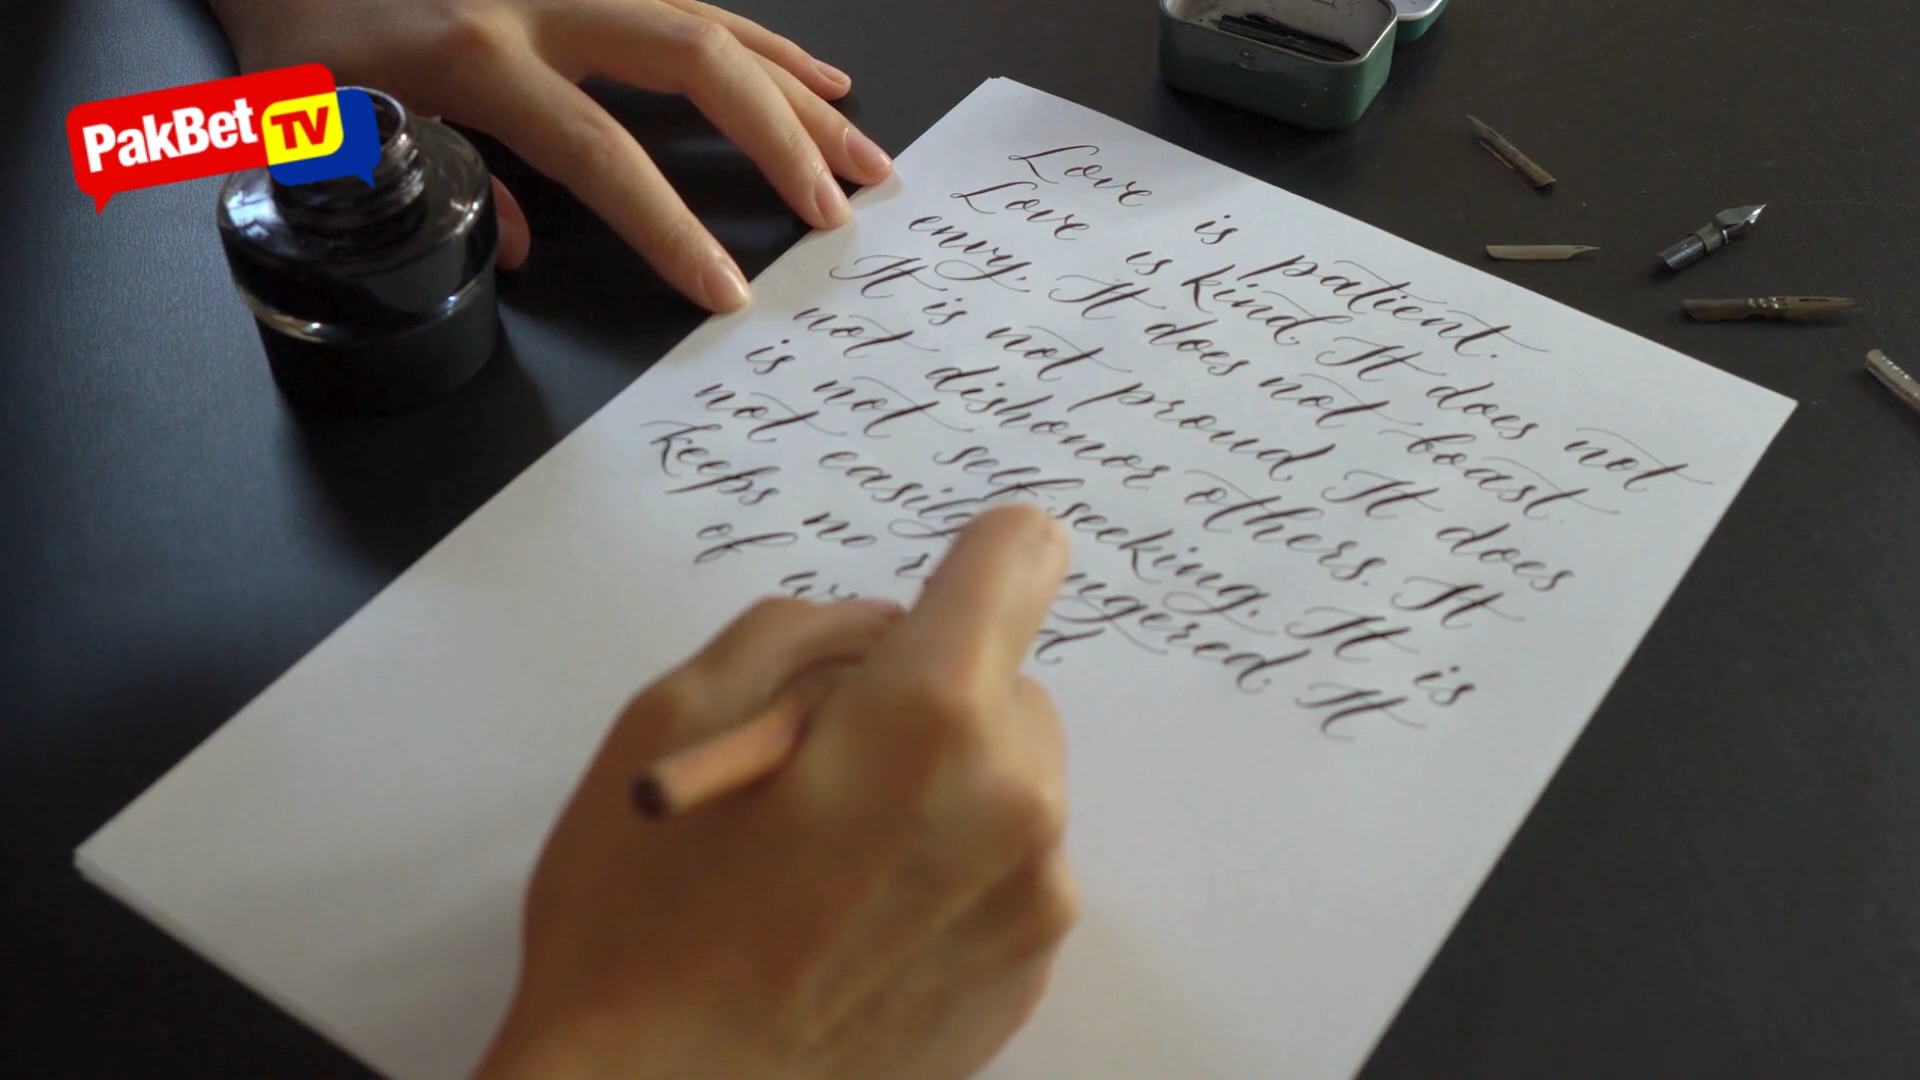 PakBet TV
Love is patient.
Love is kind. It does not
envy. It does not boast.
It is not proud. It does
not dishonor others. It
is not self seeking. It is
not easily angered. It
keeps no
of